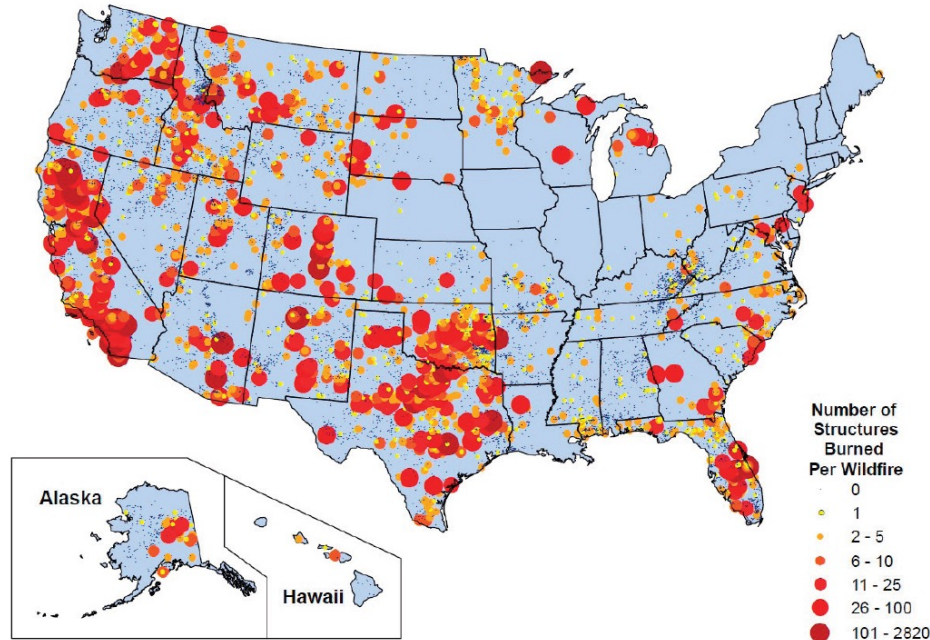 Alaska
Hawaii
Number of
Structures
Burned
Per Wildfire
0
1
2 - 5
6 - 10
11 - 25
26 - 100
101 - 2820